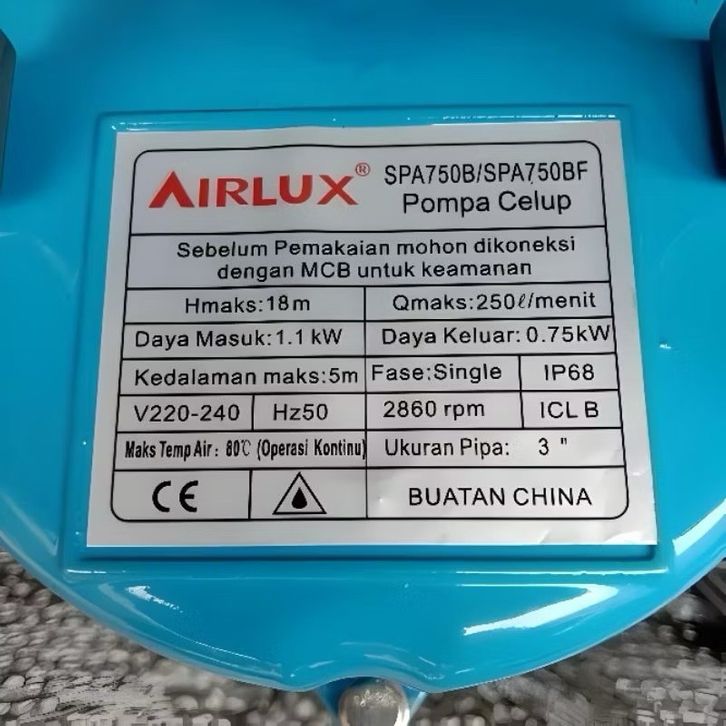 AIRLUX® SPA750B/SPA750BF
Pompa Celup
Sebelum Pemakaian mohon dikoneksi
dengan MCB untuk keamanan
Hmaks:18m Qmaks:250ℓ/menit
Daya Masuk:1.1 kW Daya Keluar: 0.75kW
Kedalaman maks:5m Fase:Single IP68
V220-240 Hz50 2860 rpm ICL B
Maks Temp Air: 80℃ (Operasi Kontinu) Ukuran Pipa: 3 "
CE BUATAN CHINA